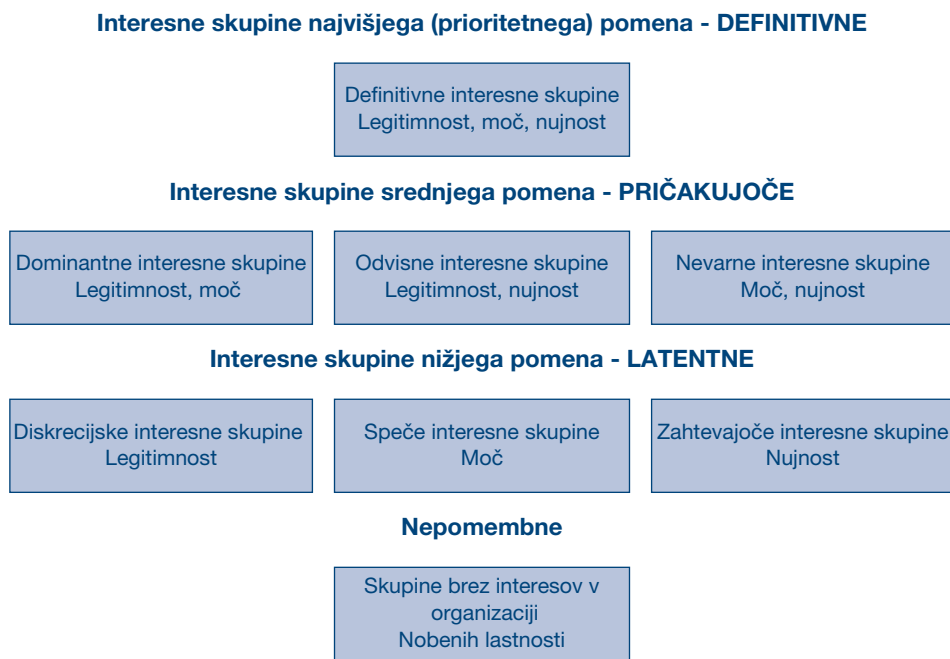 Interesne skupine najvišjega (prioritetnega) pomena - DEFINITIVNE
Definitivne interesne skupine
Legitimnost, moč, nujnost
Interesne skupine srednjega pomena - PRIČAKUJOČE
Dominantne interesne skupine
Legitimnost, moč
Odvisne interesne skupine
Legitimnost, nujnost
Nevarne interesne skupine
Moč, nujnost
Interesne skupine nižjega pomena - LATENTNE
Diskrecijske interesne skupine
Legitimnost
Speče interesne skupine
Moč
Zahtevajoče interesne skupine
Nujnost
Nepomembne
Skupine brez interesov v
organizaciji
Nobenih lastnosti